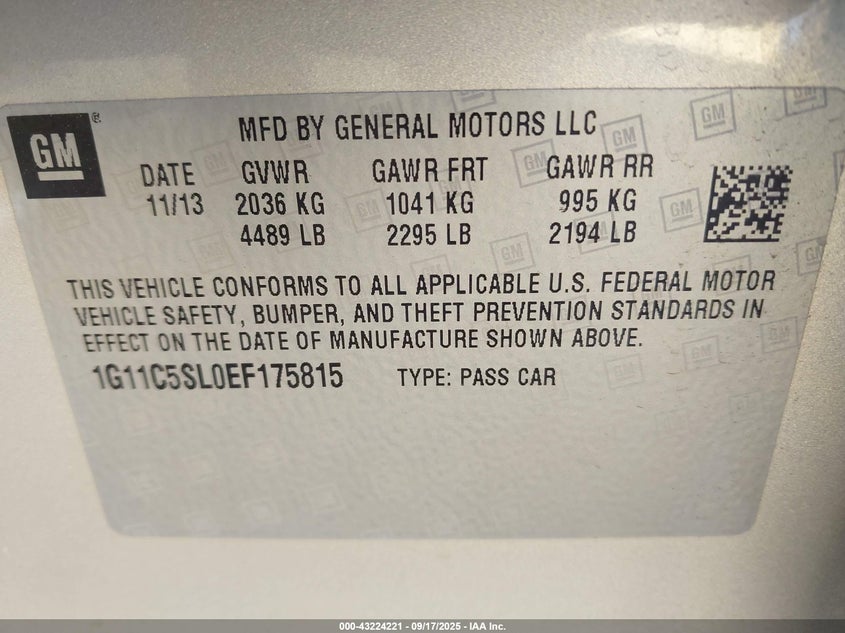 GM ®
MFD BY GENERAL MOTORS LLC
DATE GVWR GAWR FRT GAWR RR
11/13 2036 KG 1041 KG 995 KG
4489 LB 2295 LB 2194 LB
THIS VEHICLE CONFORMS TO ALL APPLICABLE U.S. FEDERAL MOTOR
VEHICLE SAFETY, BUMPER, AND THEFT PREVENTION STANDARDS IN
EFFECT ON THE DATE OF MANUFACTURE SHOWN ABOVE.
1G11C5SL0EF175815 TYPE: PASS CAR
000-43224221 - 09/17/2025 - IAA Inc.